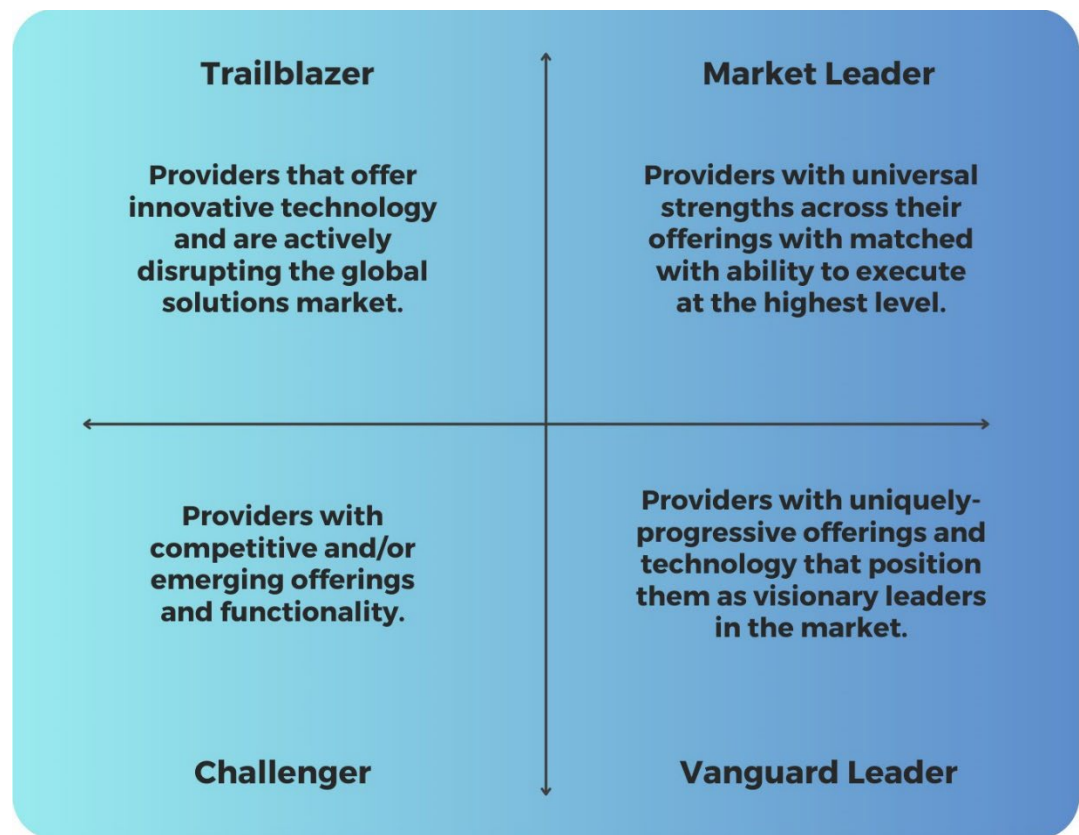 Trailblazer
Providers that offer
innovative technology
and are actively
disrupting the global
solutions market.
Market Leader
Providers with universal
strengths across their
offerings with matched
with ability to execute
at the highest level.
Providers with
competitive and/or
emerging offerings
and functionality.
Challenger
Providers with uniquely-
progressive offerings and
technology that position
them as visionary leaders
in the market.
Vanguard Leader